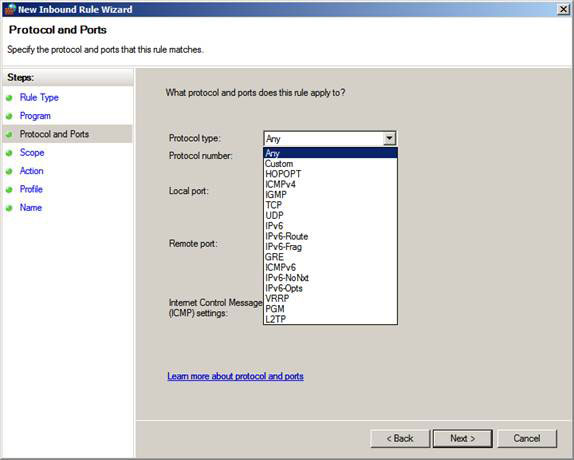 New Inbound Rule Wizard
Protocol and Ports
Specify the protocol and ports that this rule matches.
Steps:
Rule Type
Program
Protocol and Ports
Scope
Action
Profile
Name
What protocol and ports does this rule apply to?
Protocol type: Any
Protocol number:
Local port:
Remote port:
Internet Control Message
(ICMP) settings:
Any
Custom
HOPOPT
ICMPv4
IGMP
TCP
UDP
IPv6
IPv6-Route
IPv6-Frag
GRE
ICMPv6
IPv6-NoNxt
IPv6-Opts
VRRP
PGM
L2TP
Learn more about protocol and ports
< Back Next > Cancel